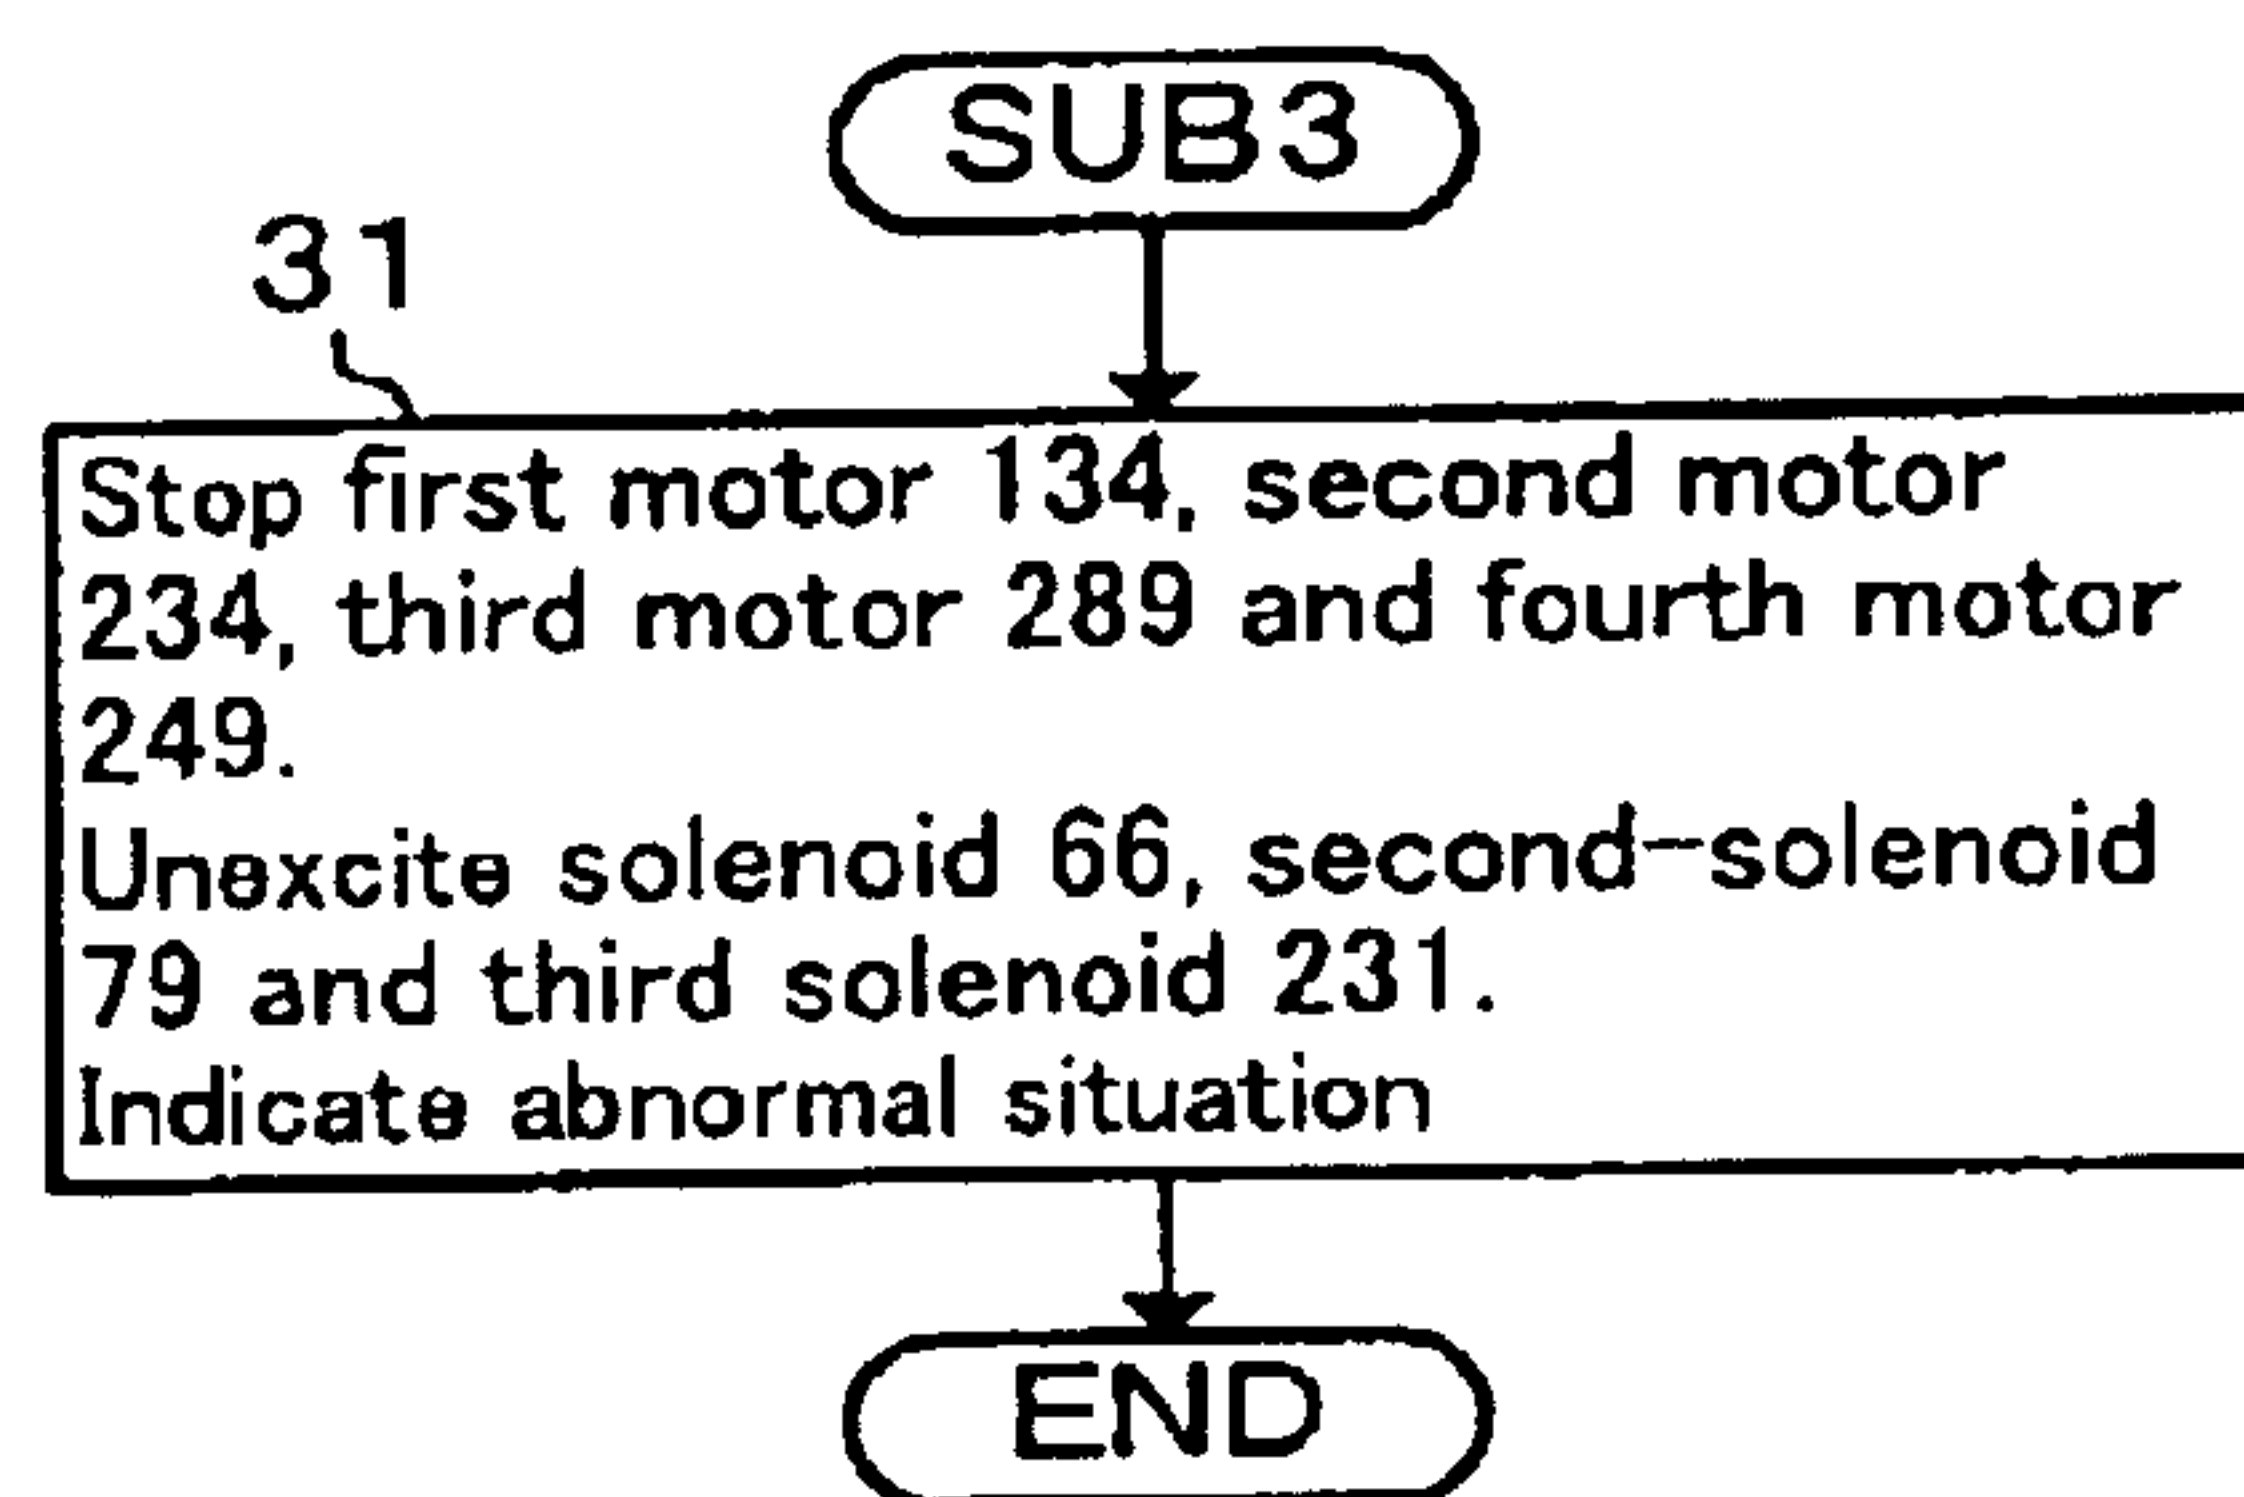 SUB3
31
Stop first motor 134, second motor
234, third motor 289 and fourth motor
249.
Unexcite solenoid 66, second-solenoid
79 and third solenoid 231.
Indicate abnormal situation
END